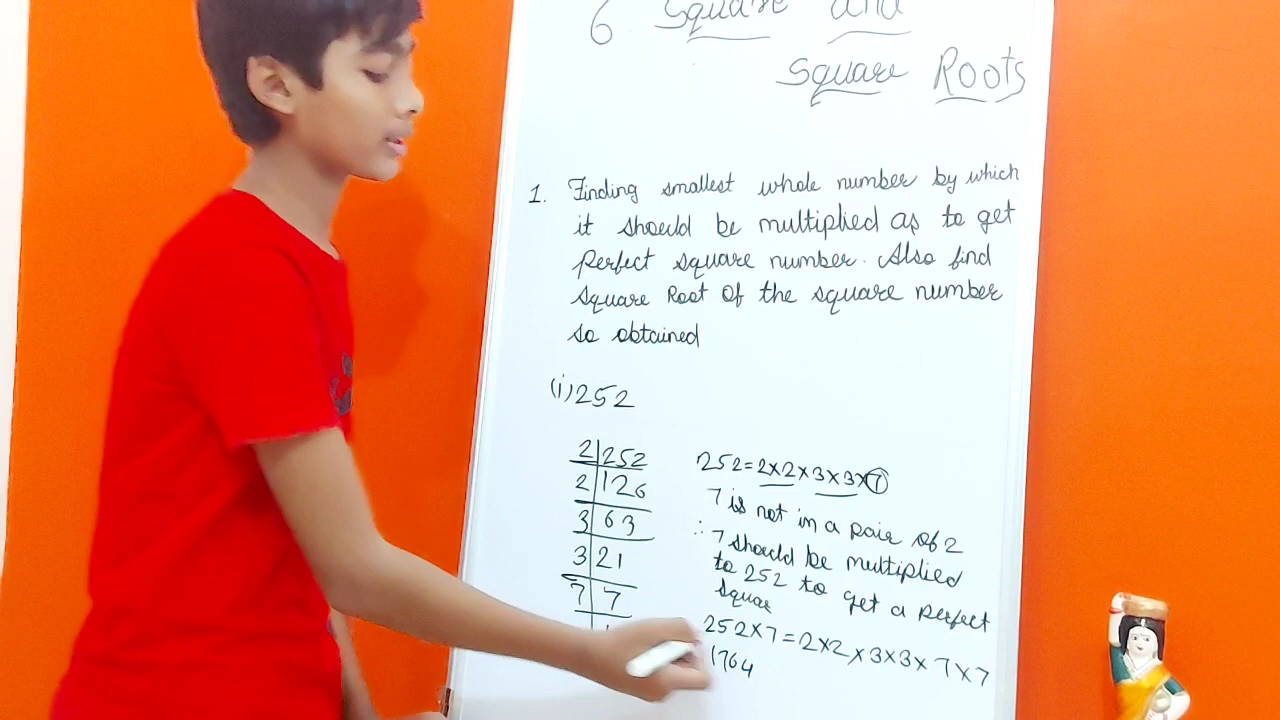 6 Square and
Square Roots
1. Finding smallest whole number by which
it should be multiplied as to get
perfect square number. Also find
square Root of the square number
so obtained
(i) 252
2|252
2|126
3|63
3|21
7|7
252=2×2×3×3×7
7 is not in a pair of 2
∴ 7 should be multiplied
to 252 to get a perfect
squae
252×7=2×2×3×3×7×7
1764